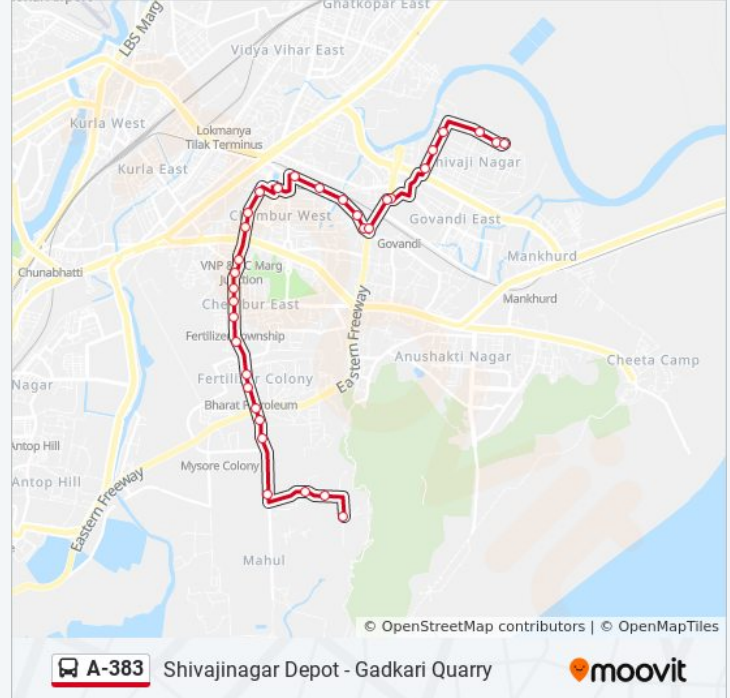 Ghatkopar East
LBS Marg
Vidya Vihar East
Kurla West
Lokmanya
Tilak Terminus
Kurla East
Shivaji Nagar
Chembur West
Govandi East
Govandi
Mankhurd
VNP & RC Marg
Junction
Chunabhatti
Mankhurd
Chembur East
Fertilizer Township
Eastern Freeway
Anushakti Nagar
Cheeta Camp
Nagar
Fertilizer Colony
Bharat Petroleum
Antop Hill
Mysore Colony
Antop Hill
Eastern Freeway
Mahul
© OpenStreetMap contributors | © OpenMapTiles
A-383 Shivajinagar Depot - Gadkari Quarry
moovit